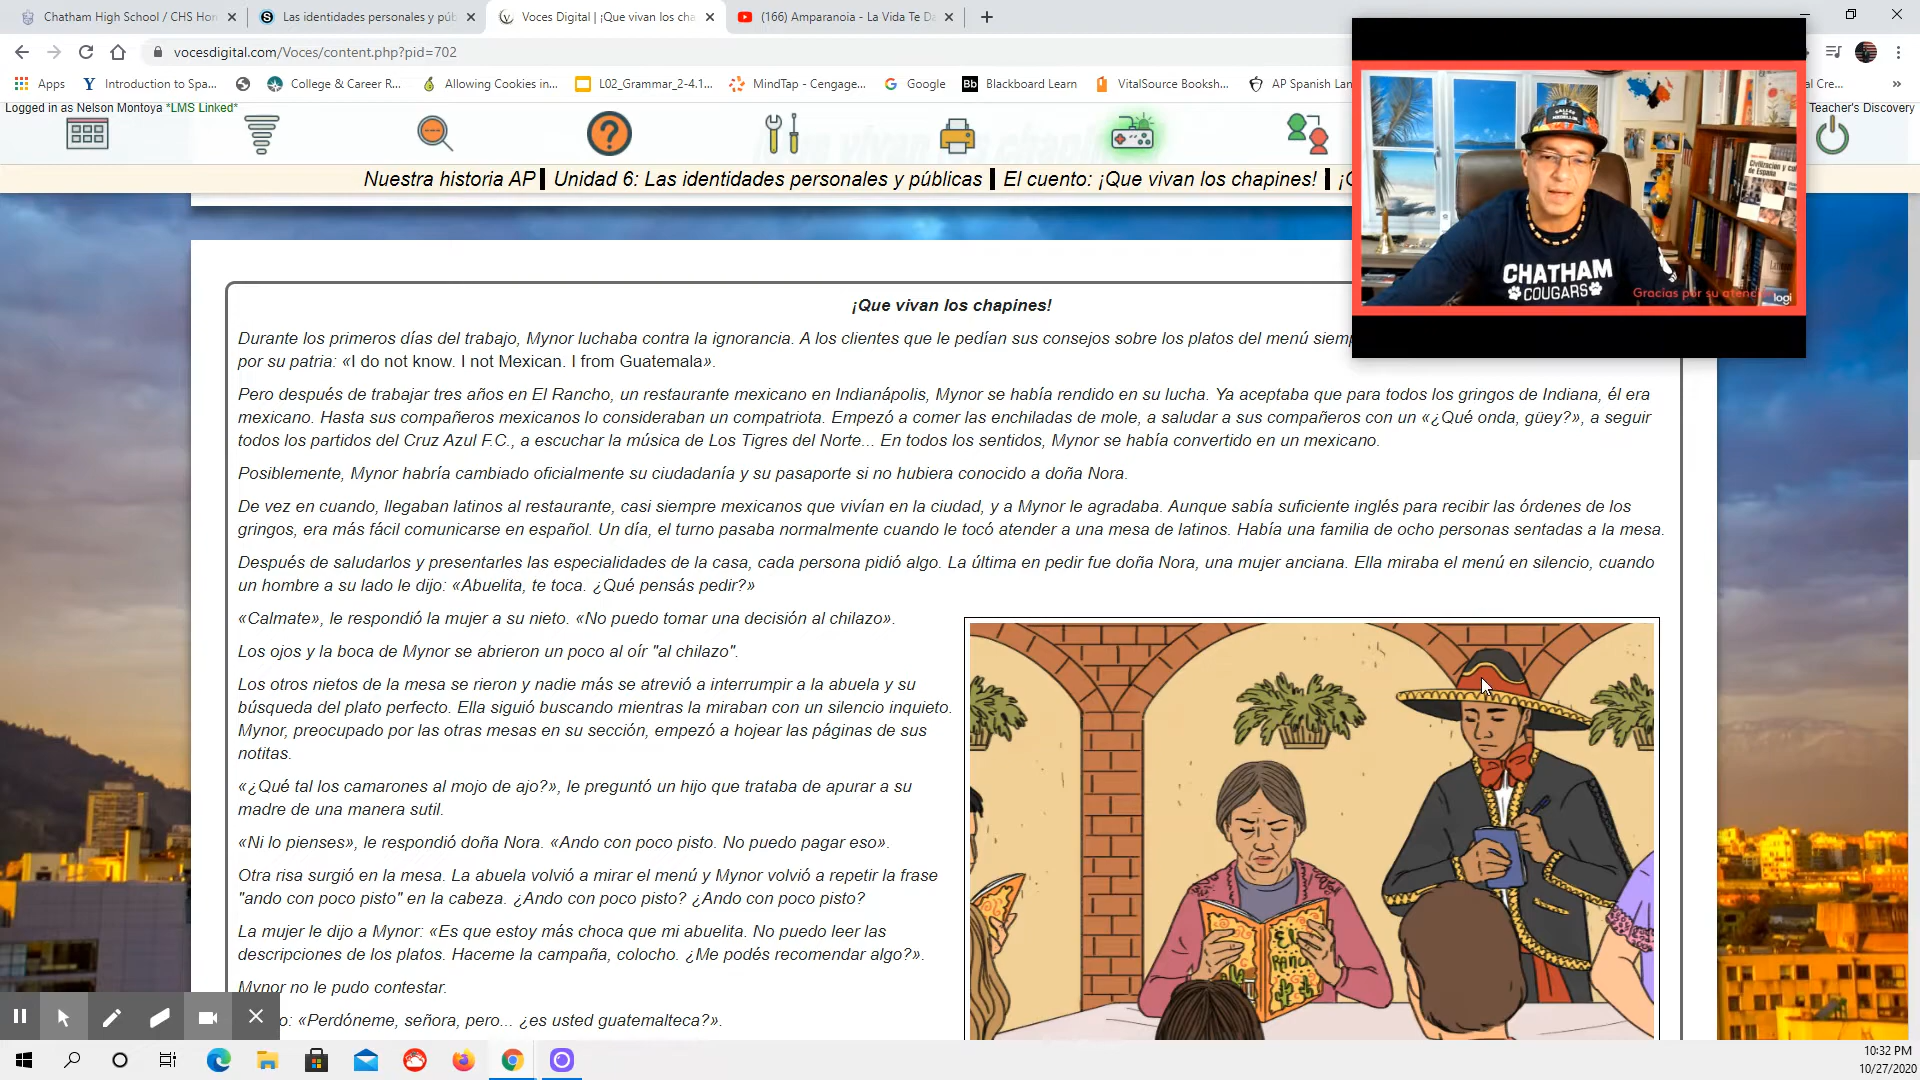 Chatham High School / CHS Hon
Las identidades personales y púb
Voces Digital | ¡Que vivan los cha
(166) Amparanoia - La Vida Te Da
vocesdigital.com/Voces/content.php?pid=702
Apps
Introduction to Spa...
College & Career R...
Allowing Cookies in...
L02_Grammar_2-4.1...
MindTap - Cengage...
Google
Bb Blackboard Learn
VitalSource Booksh...
AP Spanish Lan
al Cre...
Logged in as Nelson Montoya *LMS Linked*
Teacher's Discovery
Nuestra historia AP | Unidad 6: Las identidades personales y públicas | El cuento: ¡Que vivan los chapines! |
CHATHAM
COUGARS
Civilización y cu
de España
Gracias por su atenc
logi
¡Que vivan los chapines!
Durante los primeros días del trabajo, Mynor luchaba contra la ignorancia. A los clientes que le pedían sus consejos sobre los platos del menú siemp
por su patria: «I do not know. I not Mexican. I from Guatemala».
Pero después de trabajar tres años en El Rancho, un restaurante mexicano en Indianápolis, Mynor se había rendido en su lucha. Ya aceptaba que para todos los gringos de Indiana, él era
mexicano. Hasta sus compañeros mexicanos lo consideraban un compatriota. Empezó a comer las enchiladas de mole, a saludar a sus compañeros con un «¿Qué onda, güey?», a seguir
todos los partidos del Cruz Azul F.C., a escuchar la música de Los Tigres del Norte... En todos los sentidos, Mynor se había convertido en un mexicano.
Posiblemente, Mynor habría cambiado oficialmente su ciudadanía y su pasaporte si no hubiera conocido a doña Nora.
De vez en cuando, llegaban latinos al restaurante, casi siempre mexicanos que vivían en la ciudad, y a Mynor le agradaba. Aunque sabía suficiente inglés para recibir las órdenes de los
gringos, era más fácil comunicarse en español. Un día, el turno pasaba normalmente cuando le tocó atender a una mesa de latinos. Había una familia de ocho personas sentadas a la mesa.
Después de saludarlos y presentarles las especialidades de la casa, cada persona pidió algo. La última en pedir fue doña Nora, una mujer anciana. Ella miraba el menú en silencio, cuando
un hombre a su lado le dijo: «Abuelita, te toca. ¿Qué pensás pedir?»
«Calmate», le respondió la mujer a su nieto. «No puedo tomar una decisión al chilazo».
Los ojos y la boca de Mynor se abrieron un poco al oír "al chilazo".
Los otros nietos de la mesa se rieron y nadie más se atrevió a interrumpir a la abuela y su
búsqueda del plato perfecto. Ella siguió buscando mientras la miraban con un silencio inquieto.
Mynor, preocupado por las otras mesas en su sección, empezó a hojear las páginas de sus
notitas.
«¿Qué tal los camarones al mojo de ajo?», le preguntó un hijo que trataba de apurar a su
madre de una manera sutil.
«Ni lo pienses», le respondió doña Nora. «Ando con poco pisto. No puedo pagar eso».
Otra risa surgió en la mesa. La abuela volvió a mirar el menú y Mynor volvió a repetir la frase
"ando con poco pisto" en la cabeza. ¿Ando con poco pisto? ¿Ando con poco pisto?
La mujer le dijo a Mynor: «Es que estoy más choca que mi abuelita. No puedo leer las
descripciones de los platos. Haceme la campaña, colocho. ¿Me podés recomendar algo?».
Mynor no le pudo contestar.
o: «Perdóneme, señora, pero... ¿es usted guatemalteca?».
10:32 PM
10/27/2020